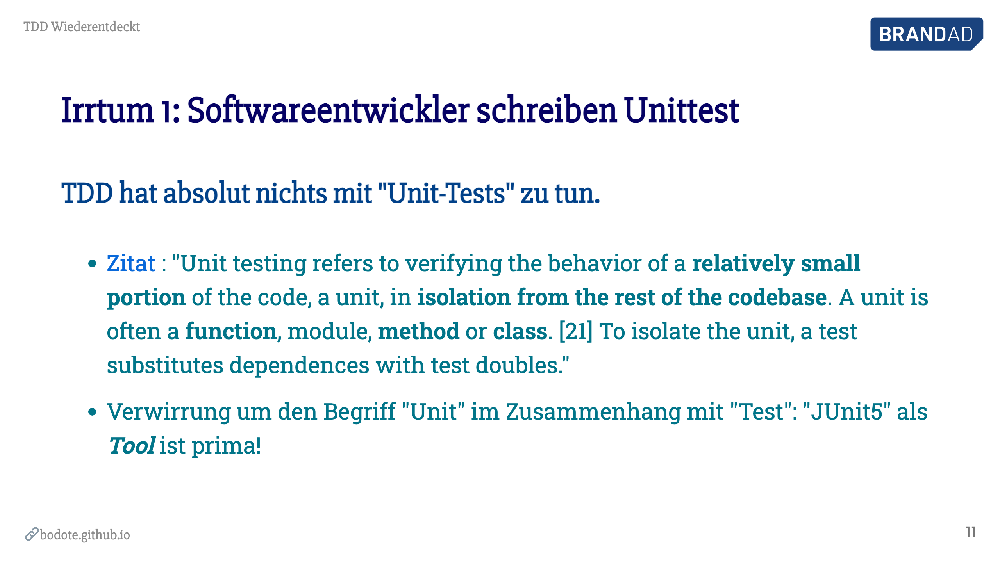 TDD Wiederentdeckt
BRANDAD
Irrtum 1: Softwareentwickler schreiben Unittest
TDD hat absolut nichts mit "Unit-Tests" zu tun.
• Zitat : "Unit testing refers to verifying the behavior of a relatively small
portion of the code, a unit, in isolation from the rest of the codebase. A unit is
often a function, module, method or class. [21] To isolate the unit, a test
substitutes dependences with test doubles."
• Verwirrung um den Begriff "Unit" im Zusammenhang mit "Test": "JUnit5" als
Tool ist prima!
bodote.github.io
11